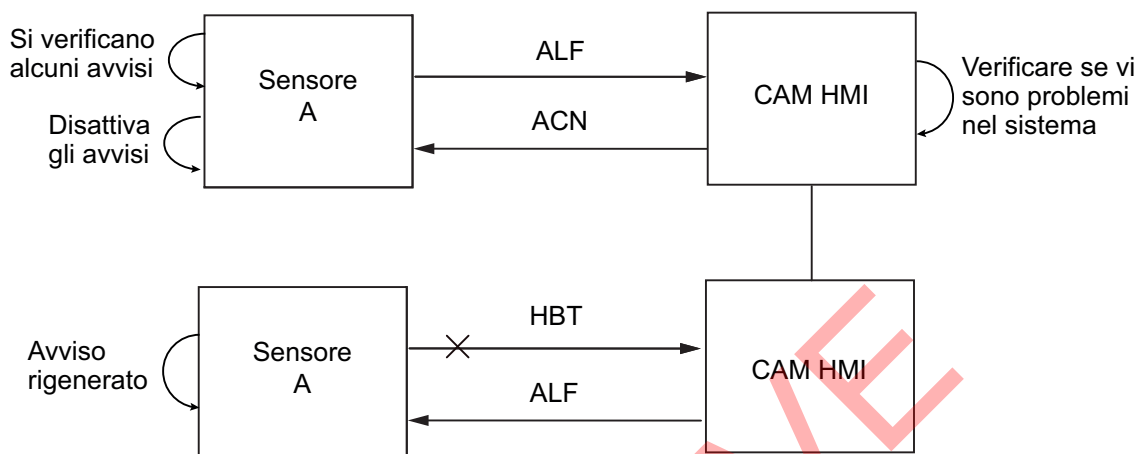 Si verificano
alcuni avvisi
Disattiva
gli avvisi
Sensore
A
ALF
ACN
CAM HMI
Verificare se vi
sono problemi
nel sistema
Avviso
rigenerato
Sensore
A
HBT
ALF
CAM HMI
VE